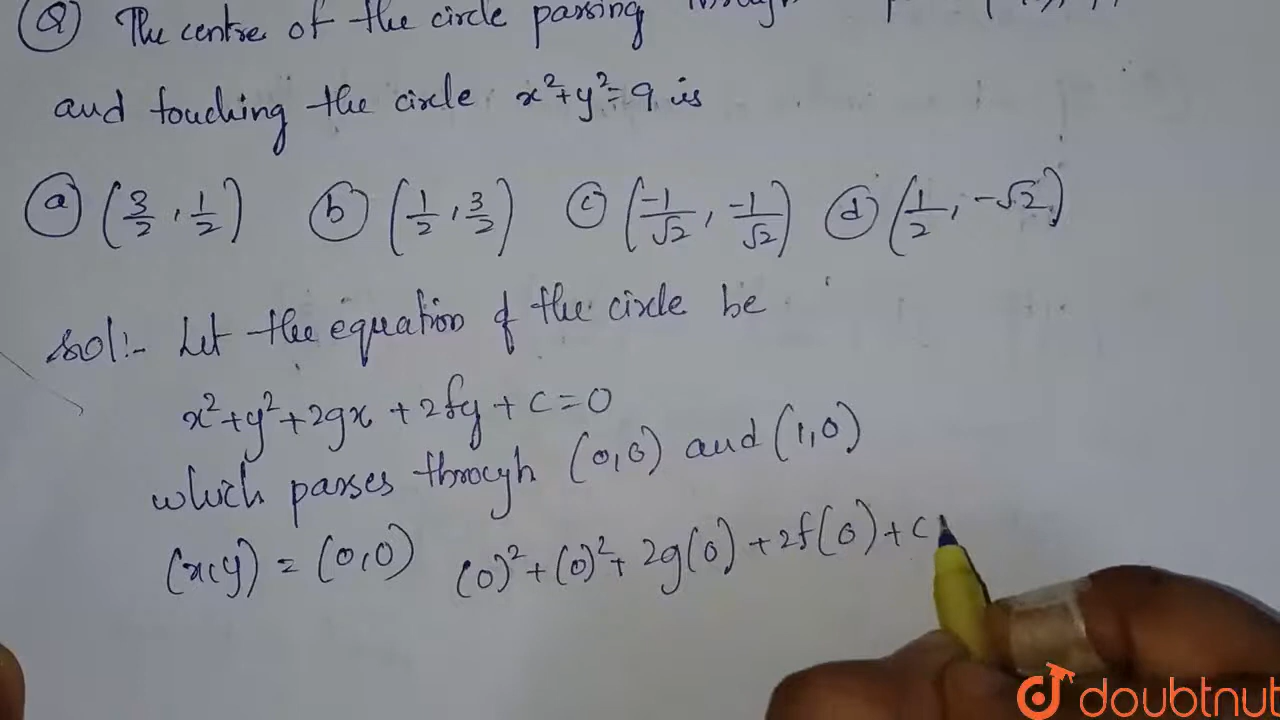 Q The centre of the circle passing
and touching the circle x²+y²=9 is
a (3/2, 1/2) b (1/2, 3/2) c (-1/√2, -1/√2) d (1/2, -√2)
Sol:- Let the equation of the circle be
x²+y²+2gx+2fy+c=0
which passes through (0,0) and (1,0)
(x,y) = (0,0) (0)²+(0)²+2g(0)+2f(0)+c
doubtnut